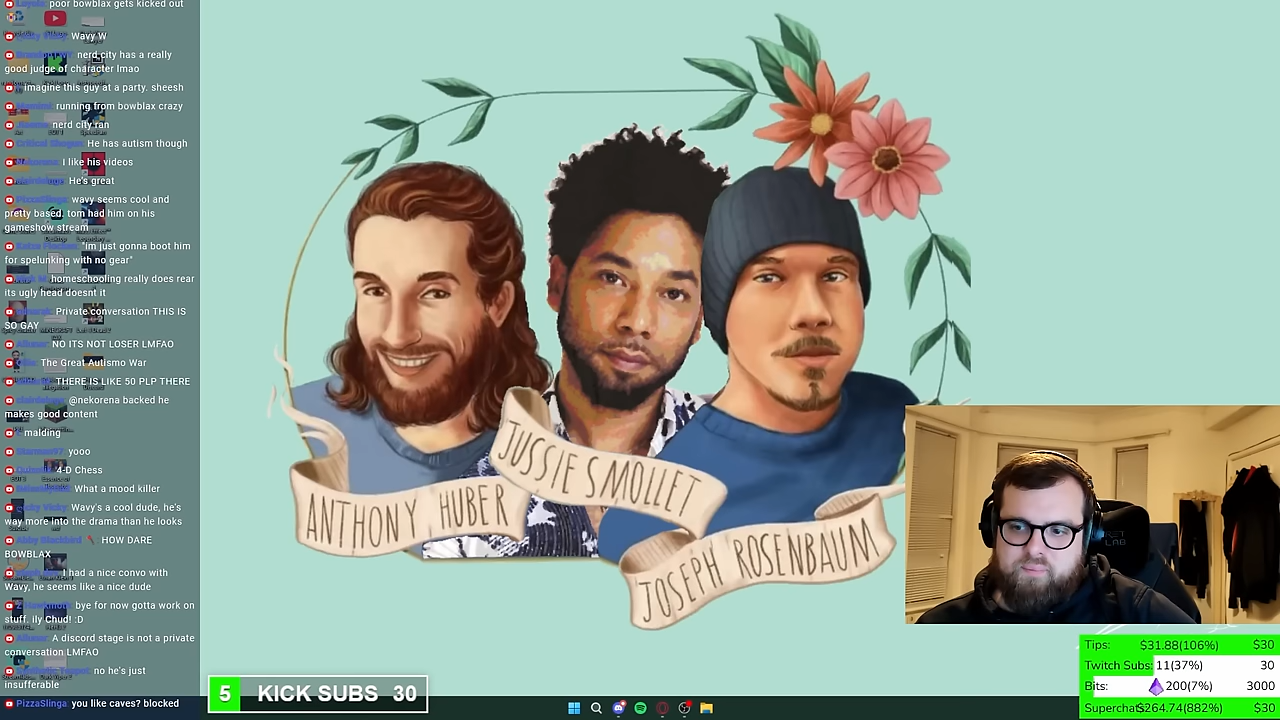 poor bowblax gets kicked out
Wavy W
nerd city has a really
good judge of character lmao
imagine this guy at a party. sheesh
running from bowblax crazy
nerd city ran
He has autism though
I like his videos
He's great
wavy seems cool and
pretty based. tom had him on his
gameshow stream
"im just gonna boot him
for spelunking with no gear"
homeschooling really does rear
its ugly head doesnt it
Private conversation THIS IS
SO GAY
NO ITS NOT LOSER LMFAO
The Great Autismo War
THERE IS LIKE 50 PLP THERE
@nekorena backed he
makes good content
malding
yooo
4-D Chess
What a mood killer
Wavy's a cool dude, he's
way more into the drama than he looks
HOW DARE
BOWBLAX
I had a nice convo with
Wavy, he seems like a nice dude
bye for now gotta work on
stuff. Ily Chud! :D
A discord stage is not a private
conversation LMFAO
no he's just
insufferable
PizzaSlinga: you like caves? blocked
ANTHONY HUBER
JUSSIE SMOLLET
JOSEPH ROSENBAUM
5 KICK SUBS 30
Tips: $31.88(106%) $30
Twitch Subs: 11(37%) 30
Bits: 200(7%) 3000
Superchats: $264.74(882%) $30